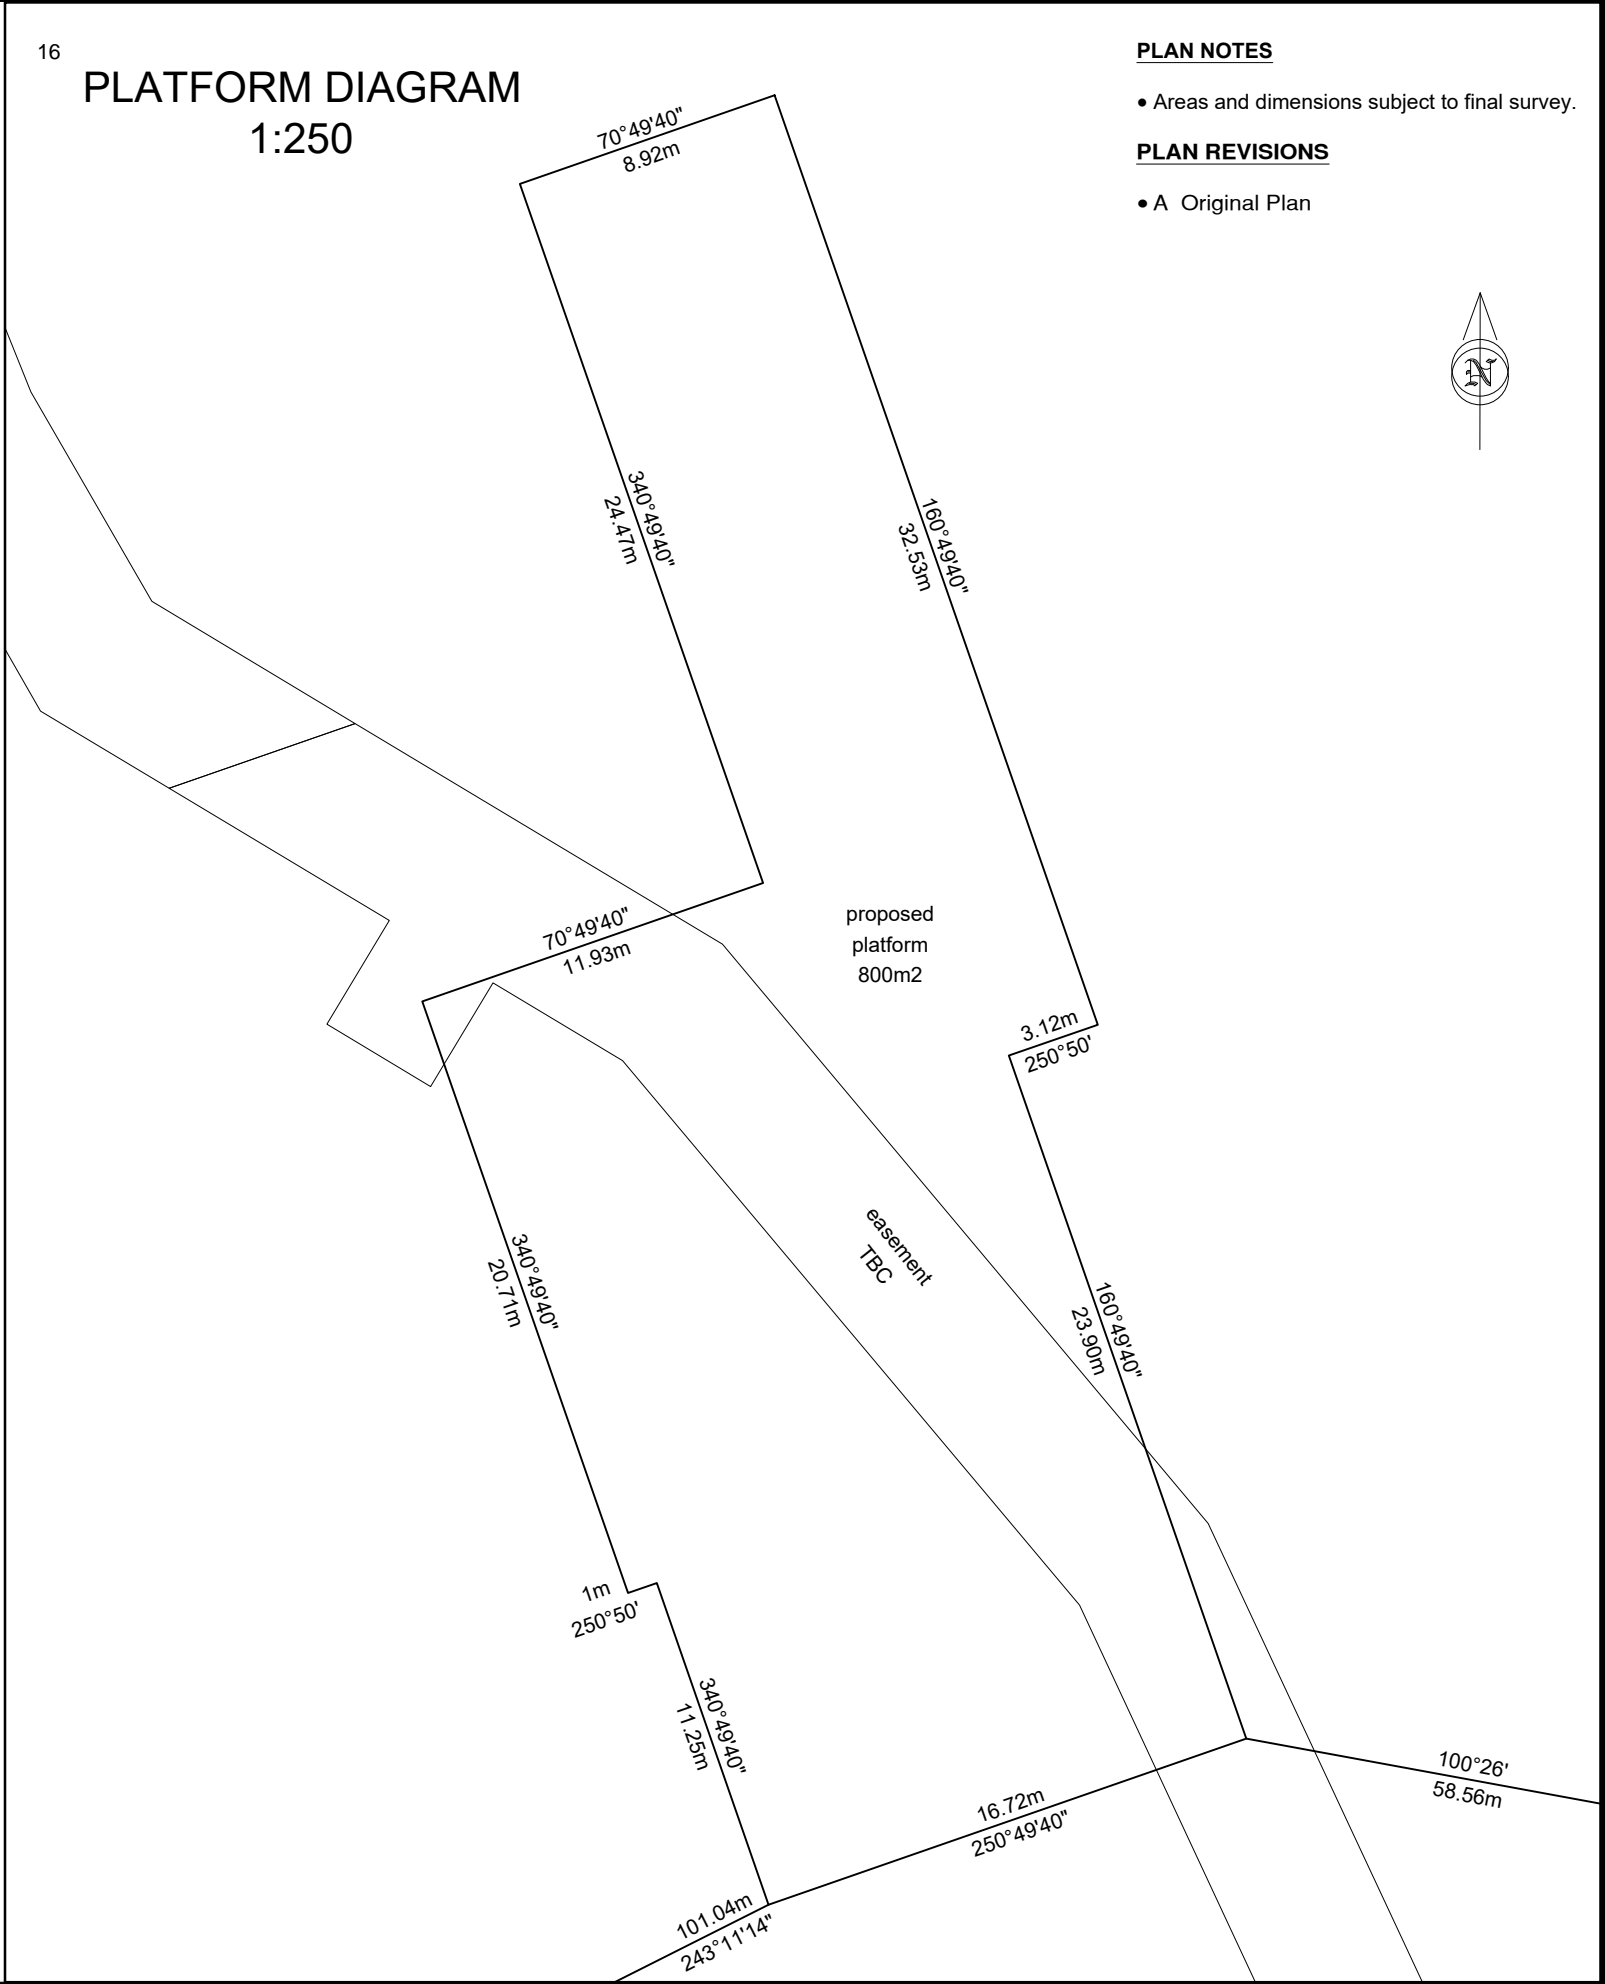 16
PLATFORM DIAGRAM
1:250
PLAN NOTES
• Areas and dimensions subject to final survey.
PLAN REVISIONS
• A Original Plan
N
70°49'40"
8.92m
340°49'40"
24.47m
160°49'40"
32.53m
70°49'40"
11.93m
proposed
platform
800m2
3.12m
250°50'
easement
TBC
340°49'40"
20.71m
160°49'40"
23.90m
1m
250°50'
340°49'40"
11.25m
16.72m
250°49'40"
100°26'
58.56m
101.04m
243°11'14"